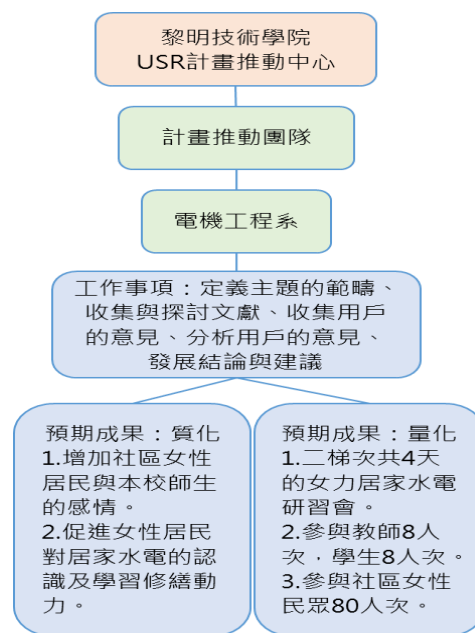 黎明技術學院
USR計畫推動中心
計畫推動團隊
電機工程系
工作事項：定義主題的範疇、
收集與探討文獻、收集用戶
的意見、分析用戶的意見、
發展結論與建議
預期成果：質化
1.增加社區女性
居民與本校師生
的感情。
2.促進女性居民
對居家水電的認
識及學習修繕動
力。
預期成果：量化
1.二梯次共4天
的女力居家水電
研習會。
2.參與教師8人
次，學生8人次。
3.參與社區女性
民眾80人次。